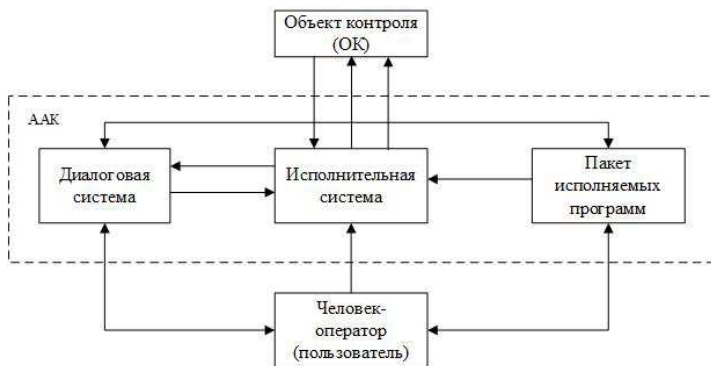 Объект контроля
(ОК)
ААК
Диалоговая
система
Исполнительная
система
Пакет
исполняемых
программ
Человек-
оператор
(пользователь)